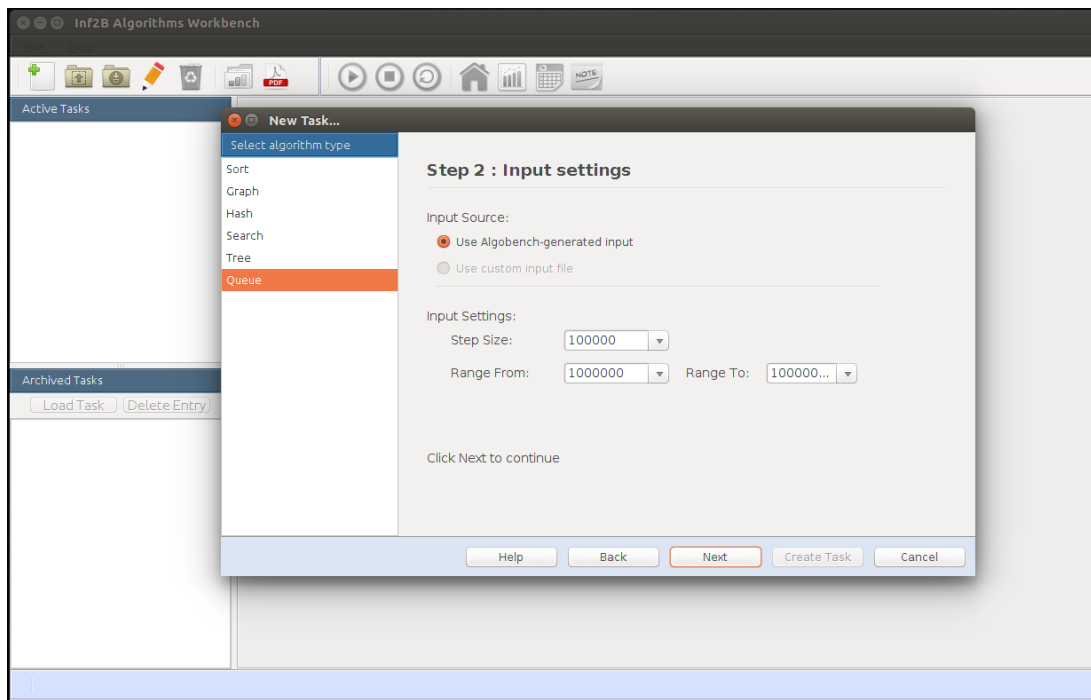 Inf2B Algorithms Workbench
File Help
PDF
NOTE
Active Tasks
New Task...
Select algorithm type
Sort
Graph
Hash
Search
Tree
Queue
Step 2 : Input settings
Input Source:
Use Algobench-generated input
Use custom input file
Input Settings:
Step Size: 100000
Range From: 1000000 Range To: 100000...
Click Next to continue
Help Back Next Create Task Cancel
Archived Tasks
Load Task Delete Entry